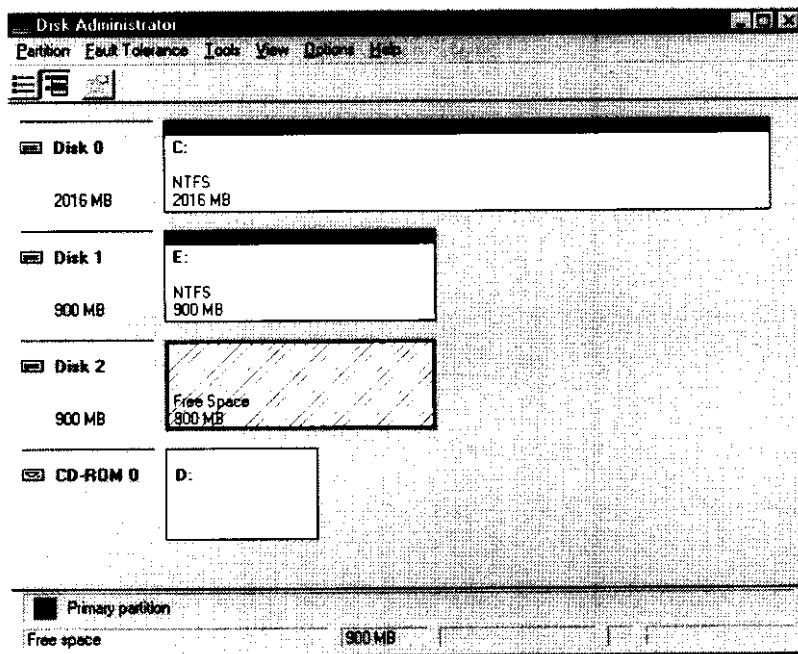 Disk Administrator
Partition Fault Tolerance Tools View Options Help
Disk 0
2016 MB
C:
NTFS
2016 MB
Disk 1
900 MB
E:
NTFS
900 MB
Disk 2
900 MB
Free Space
900 MB
CD-ROM 0
D:
Primary partition
Free space
900 MB